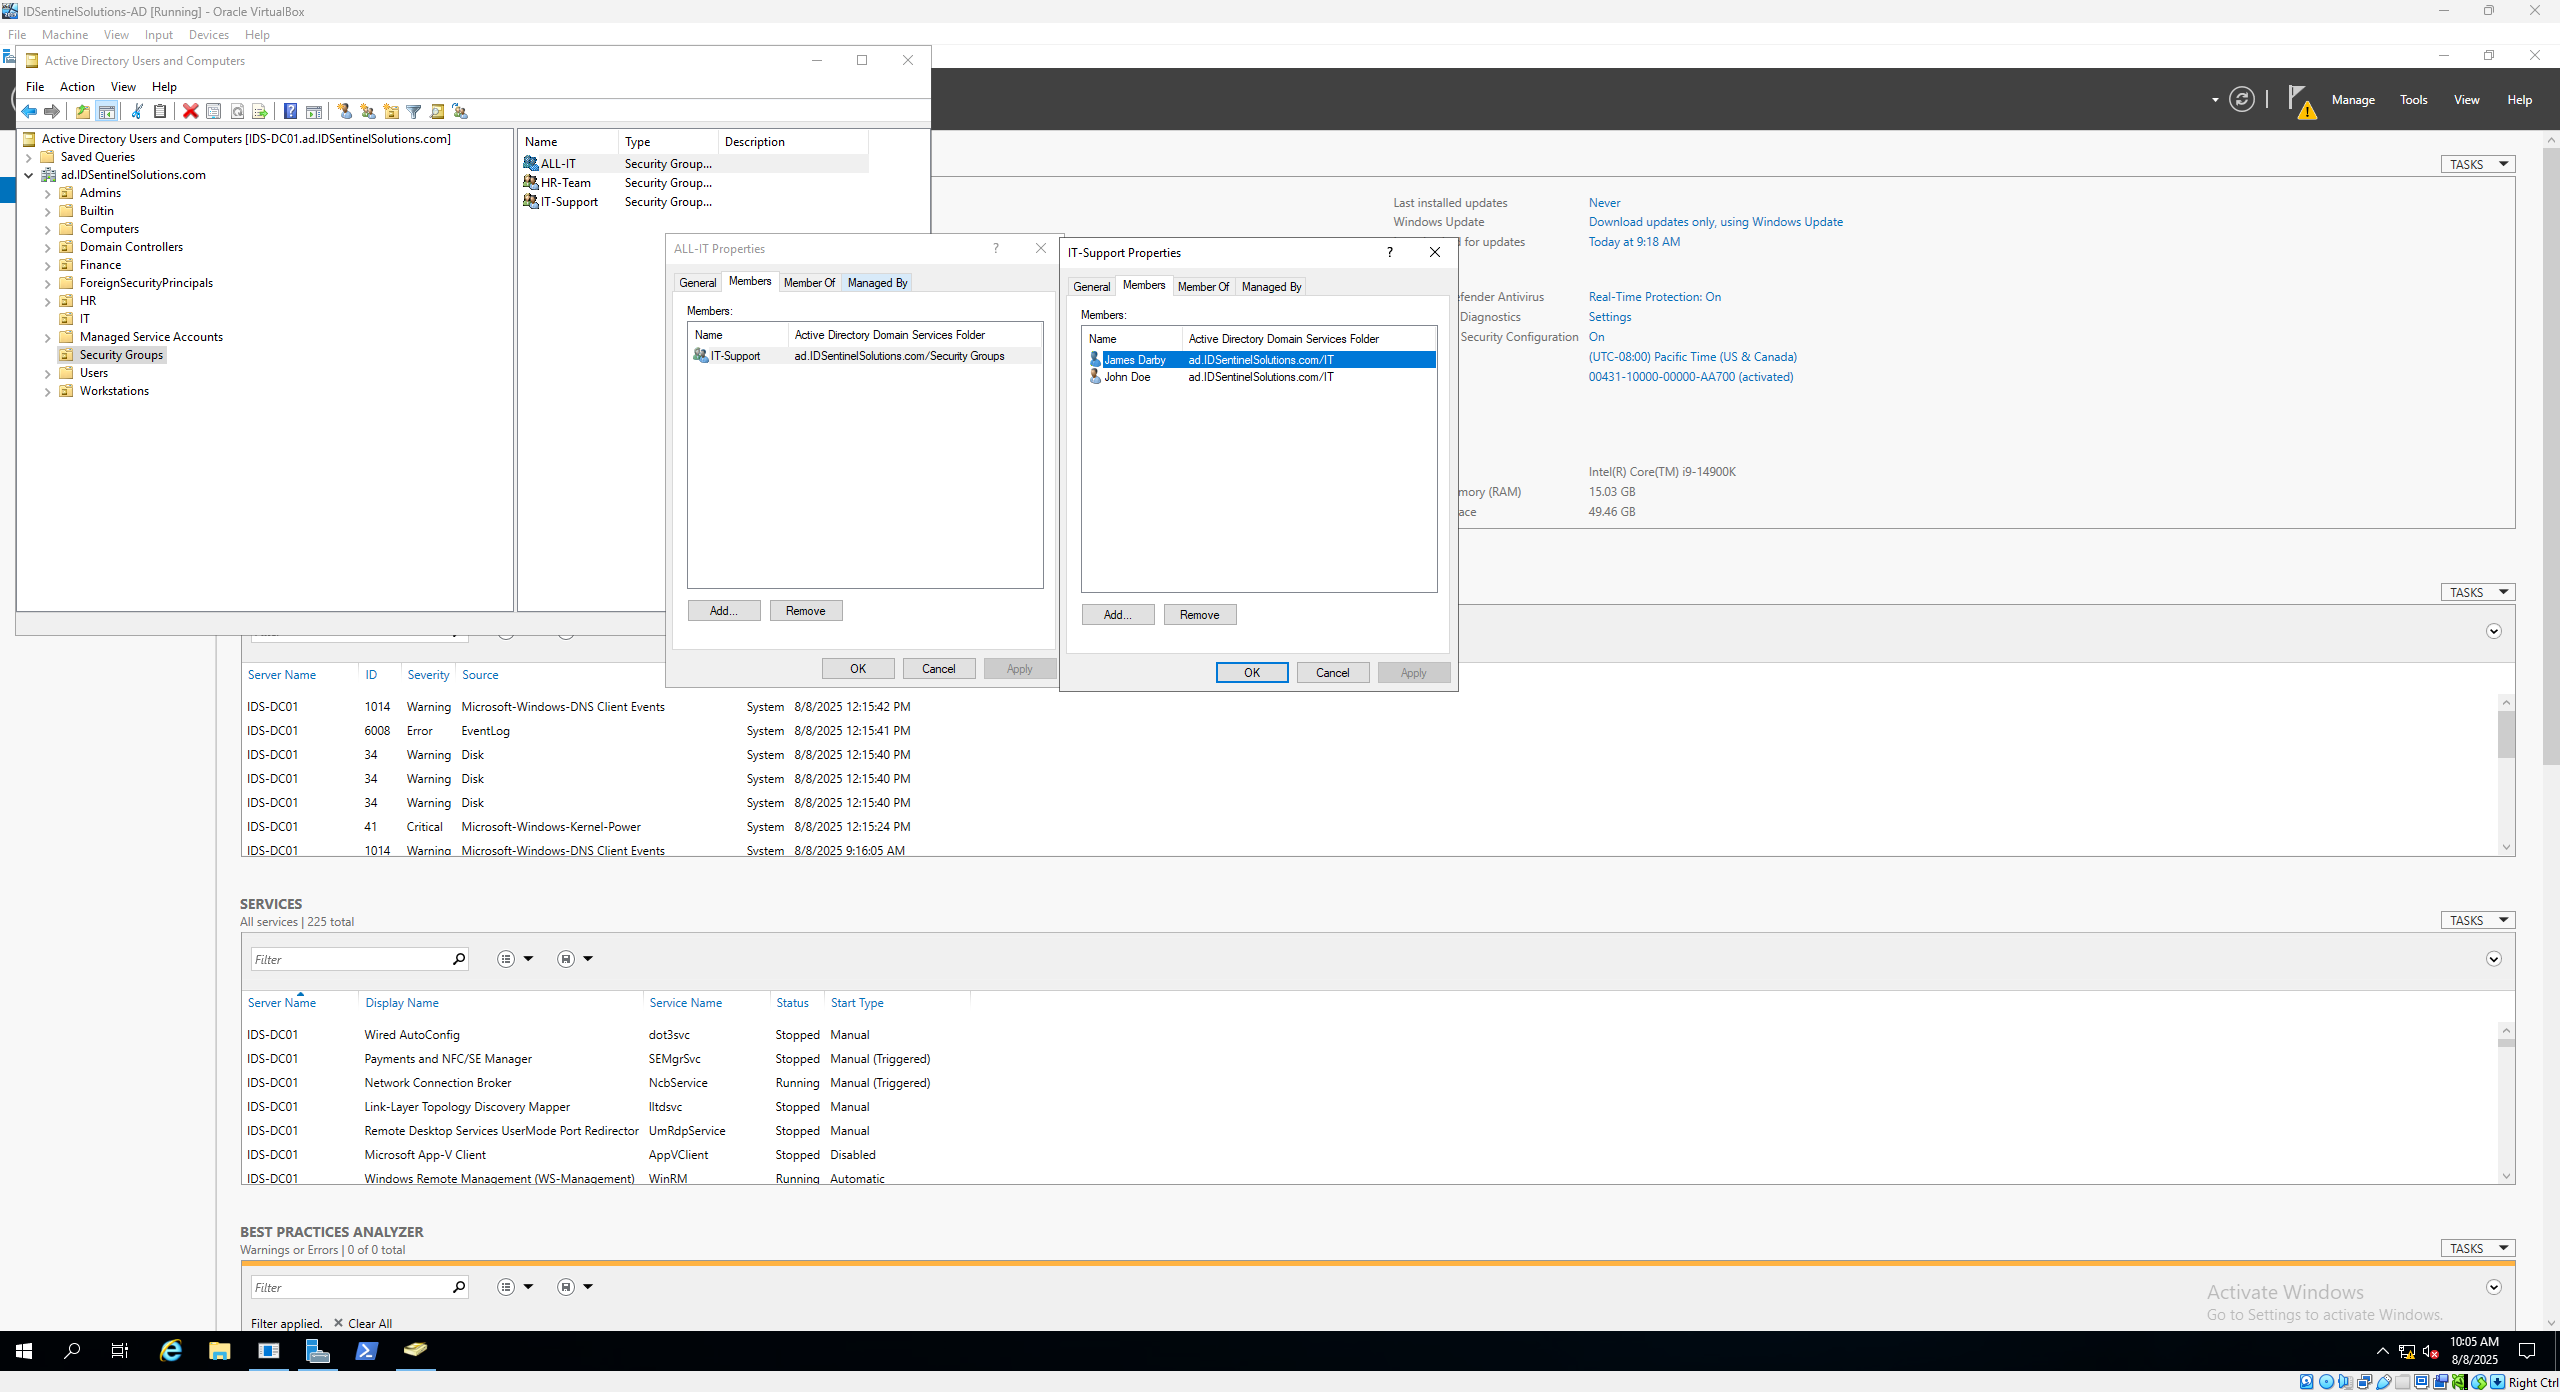 IDSentinelSolutions-AD [Running] - Oracle VirtualBox
File Machine View Input Devices Help
Active Directory Users and Computers
File Action View Help
Manage Tools View Help
Active Directory Users and Computers [IDS-DC01.ad.IDSentinelSolutions.com]
Saved Queries
ad.IDSentinelSolutions.com
Admins
Builtin
Computers
Domain Controllers
Finance
ForeignSecurityPrincipals
HR
IT
Managed Service Accounts
Security Groups
Users
Workstations
Name Type Description
ALL-IT Security Group...
HR-Team Security Group...
IT-Support Security Group...
ALL-IT Properties
General Members Member Of Managed By
Members:
Name Active Directory Domain Services Folder
IT-Support ad.IDSentinelSolutions.com/Security Groups
Add... Remove
OK Cancel Apply
IT-Support Properties
General Members Member Of Managed By
Members:
Name Active Directory Domain Services Folder
James Darby ad.IDSentinelSolutions.com/IT
John Doe ad.IDSentinelSolutions.com/IT
Add... Remove
OK Cancel Apply
TASKS
Last installed updates Never
Windows Update Download updates only, using Windows Update
for updates Today at 9:18 AM
Antivirus Real-Time Protection: On
Diagnostics Settings
Security Configuration On
(UTC-08:00) Pacific Time (US & Canada)
00431-10000-00000-AA700 (activated)
Intel(R) Core(TM) i9-14900K
(RAM) 15.03 GB
49.46 GB
TASKS
Server Name ID Severity Source
IDS-DC01 1014 Warning Microsoft-Windows-DNS Client Events System 8/8/2025 12:15:42 PM
IDS-DC01 6008 Error EventLog System 8/8/2025 12:15:41 PM
IDS-DC01 34 Warning Disk System 8/8/2025 12:15:40 PM
IDS-DC01 34 Warning Disk System 8/8/2025 12:15:40 PM
IDS-DC01 34 Warning Disk System 8/8/2025 12:15:40 PM
IDS-DC01 41 Critical Microsoft-Windows-Kernel-Power System 8/8/2025 12:15:24 PM
IDS-DC01 1014 Warning Microsoft-Windows-DNS Client Events System 8/8/2025 9:16:05 AM
SERVICES
All services | 225 total
TASKS
Filter
Server Name Display Name Service Name Status Start Type
IDS-DC01 Wired AutoConfig dot3svc Stopped Manual
IDS-DC01 Payments and NFC/SE Manager SEMgrSvc Stopped Manual (Triggered)
IDS-DC01 Network Connection Broker NcbService Running Manual (Triggered)
IDS-DC01 Link-Layer Topology Discovery Mapper lltdsvc Stopped Manual
IDS-DC01 Remote Desktop Services UserMode Port Redirector UmRdpService Stopped Manual
IDS-DC01 Microsoft App-V Client AppVClient Stopped Disabled
IDS-DC01 Windows Remote Management (WS-Management) WinRM Running Automatic
BEST PRACTICES ANALYZER
Warnings or Errors | 0 of 0 total
TASKS
Filter
Filter applied. Clear All
Activate Windows
Go to Settings to activate Windows.
10:05 AM
8/8/2025
Right Ctrl